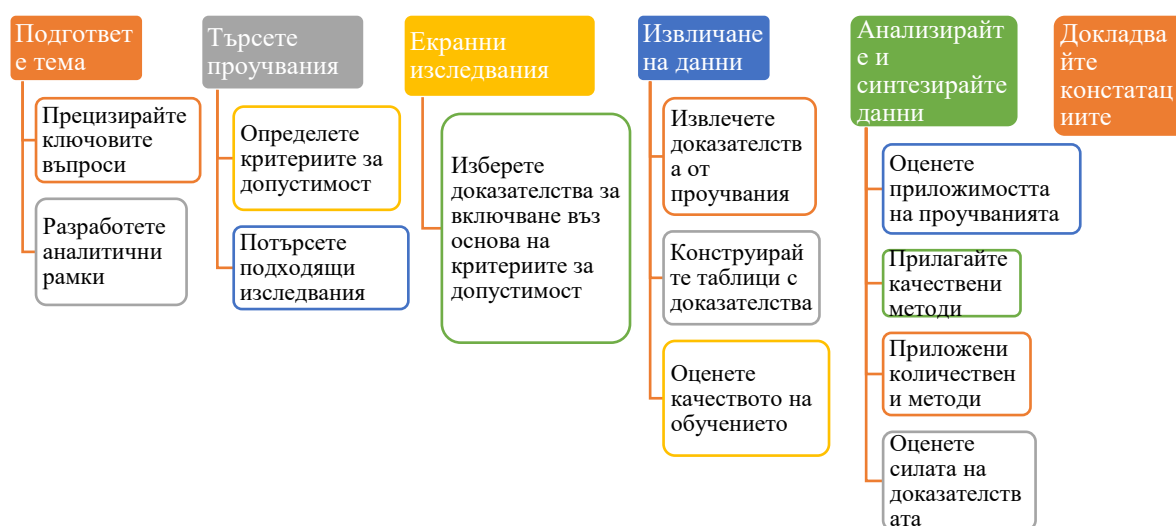 Подгответ
е тема
Прецизирайте
ключовите
въпроси
Разработете
аналитични
рамки
Търсете
проучвания
Определете
критериите за
допустимост
Потърсете
подходящи
изследвания
Екранни
изследвания
Изберете
доказателства за
включване въз
основа на
критериите за
допустимост
Извличане
на данни
Извлечете
доказателств
а от
проучвания
Конструирай
те таблици с
доказателства
Оценете
качеството на
обучението
Анализирайт
е и
синтезирайте
данни
Оценете
приложимостта
на проучванията
Прилагайте
качествени
методи
Приложени
количествен
и методи
Оценете
силата на
доказателств
ата
Докладва
йте
констатац
иите